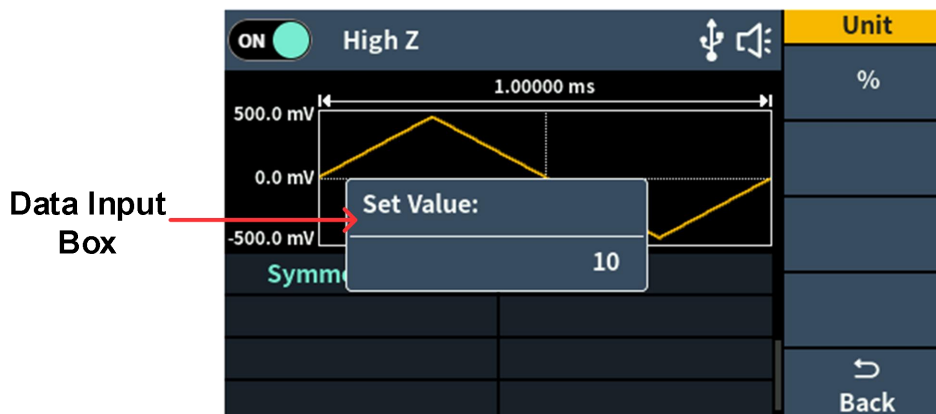 ON High Z
Unit
%
1.00000 ms
500.0 mV
0.0 mV
-500.0 mV
Data Input
Box
Set Value:
10
Symm
Back